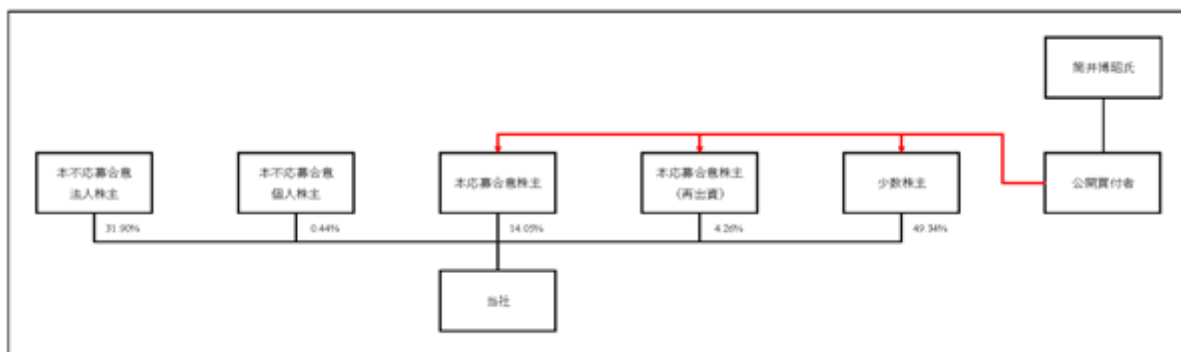 筒井博昭氏
本不応募合意
法人株主
本不応募合意
個人株主
本応募合意株主
本応募合意株主
(再出資)
少数株主
公開買付者
31.90%
0.44%
14.05%
4.26%
49.34%
当社